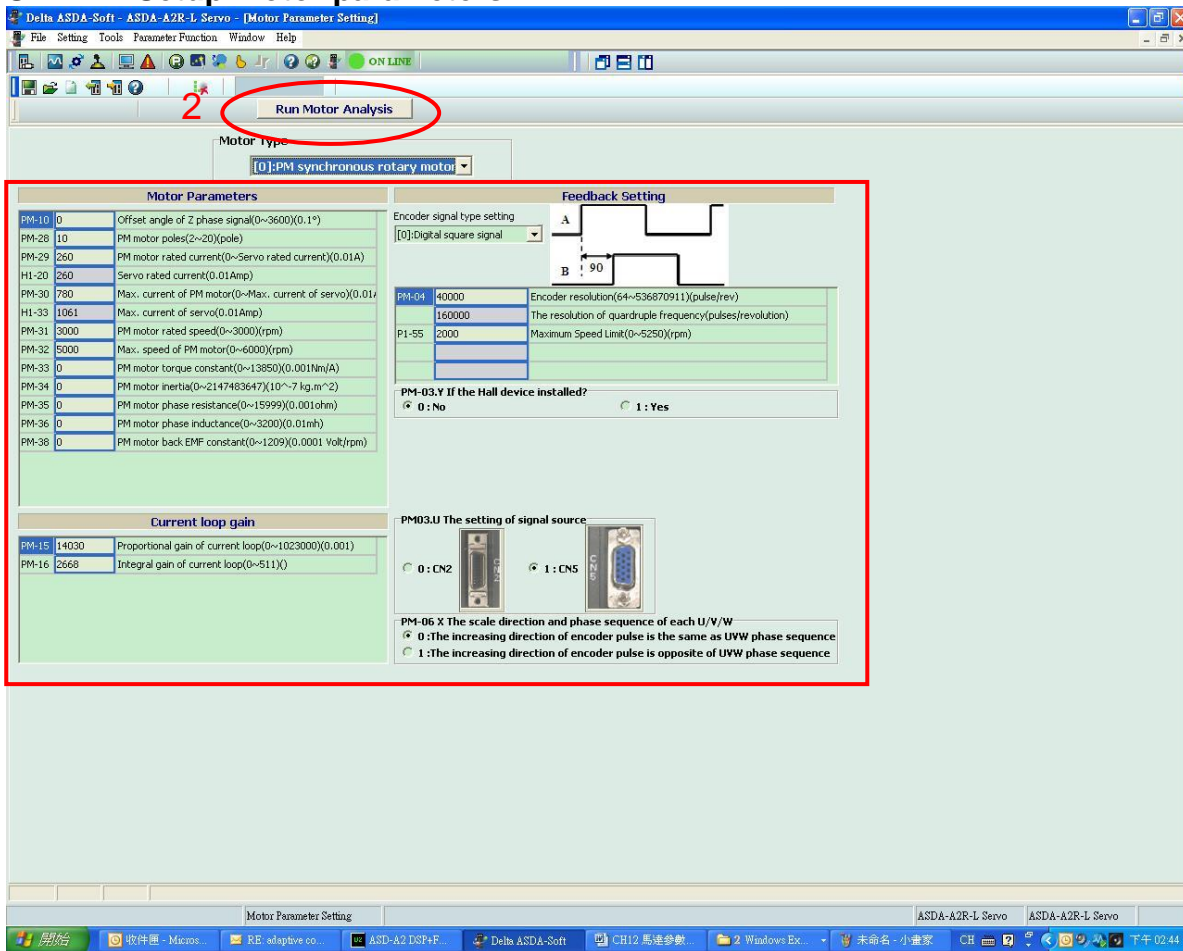 Setup motor parameters
Delta ASDA-Soft - ASDA-A2R-L Servo - [Motor Parameter Setting]
File Setting Tools Parameter Function Window Help
ON LINE
2
Run Motor Analysis
Motor Type
[0]:PM synchronous rotary motor
Motor Parameters
PM-10 0 Offset angle of Z phase signal(0~3600)(0.1°)
PM-28 10 PM motor poles(2~20)(pole)
PM-29 260 PM motor rated current(0~Servo rated current)(0.01A)
H1-20 260 Servo rated current(0.01Amp)
PM-30 780 Max. current of PM motor(0~Max. current of servo)(0.01
H1-33 1061 Max. current of servo(0.01Amp)
PM-31 3000 PM motor rated speed(0~3000)(rpm)
PM-32 5000 Max. speed of PM motor(0~6000)(rpm)
PM-33 0 PM motor torque constant(0~13850)(0.001Nm/A)
PM-34 0 PM motor inertia(0~2147483647)(10^-7 kg.m^2)
PM-35 0 PM motor phase resistance(0~15999)(0.001ohm)
PM-36 0 PM motor phase inductance(0~3200)(0.01mh)
PM-38 0 PM motor back EMF constant(0~1209)(0.0001 Volt/rpm)
Current loop gain
PM-15 14030 Proportional gain of current loop(0~1023000)(0.001)
PM-16 2668 Integral gain of current loop(0~511)()
Feedback Setting
Encoder signal type setting
[0]:Digital square signal
A
B 90
PM-04 40000 Encoder resolution(64~536870911)(pulse/rev)
160000 The resolution of quardruple frequency(pulses/revolution)
P1-55 2000 Maximum Speed Limit(0~5250)(rpm)
PM-03.Y If the Hall device installed?
0 : No 1 : Yes
PM03.U The setting of signal source
0 : CN2 CN2 1 : CN5 CN5
PM-06 X The scale direction and phase sequence of each U/V/W
0 :The increasing direction of encoder pulse is the same as UVW phase sequence
1 :The increasing direction of encoder pulse is opposite of UVW phase sequence
Motor Parameter Setting ASDA-A2R-L Servo ASDA-A2R-L Servo
開始 收件匣 - Micros... RE: adaptive co... ASD-A2 DSP+F... Delta ASDA-Soft CH12 馬達參數... 2 Windows Ex... 未命名 - 小畫家 CH 下午 02:44